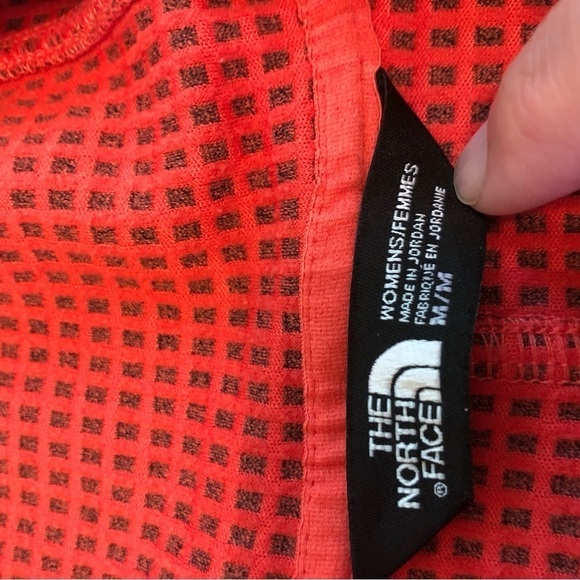 WOMENS/FEMMES
MADE IN JORDAN
FABRIQUÉ EN JORDANIE
M/M
THE
NORTH
FACE®